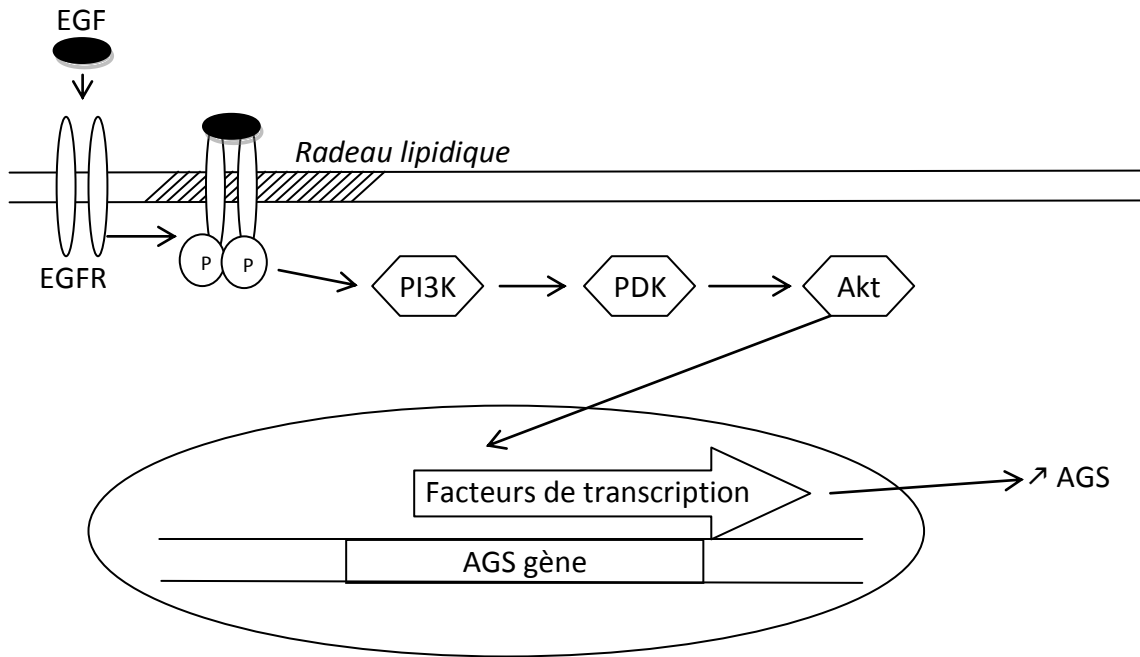 EGF
Radeau lipidique
EGFR
P
P
PI3K
PDK
Akt
Facteurs de transcription
↗ AGS
AGS gène